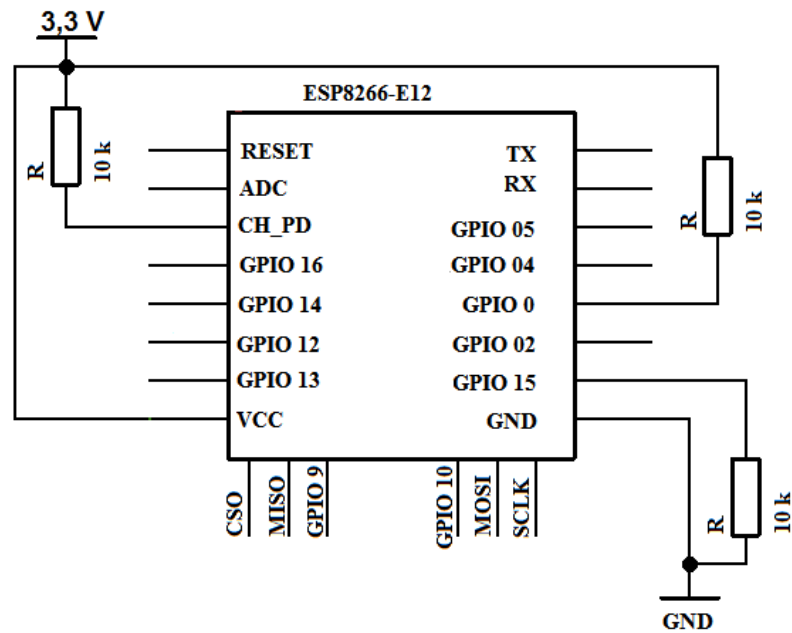 3,3 V
ESP8266-E12
R
10 k
RESET
ADC
CH_PD
GPIO 16
GPIO 14
GPIO 12
GPIO 13
VCC
TX
RX
GPIO 05
GPIO 04
GPIO 0
GPIO 02
GPIO 15
GND
R
10 k
CSO
MISO
GPIO 9
GPIO 10
MOSI
SCLK
R
10 k
GND